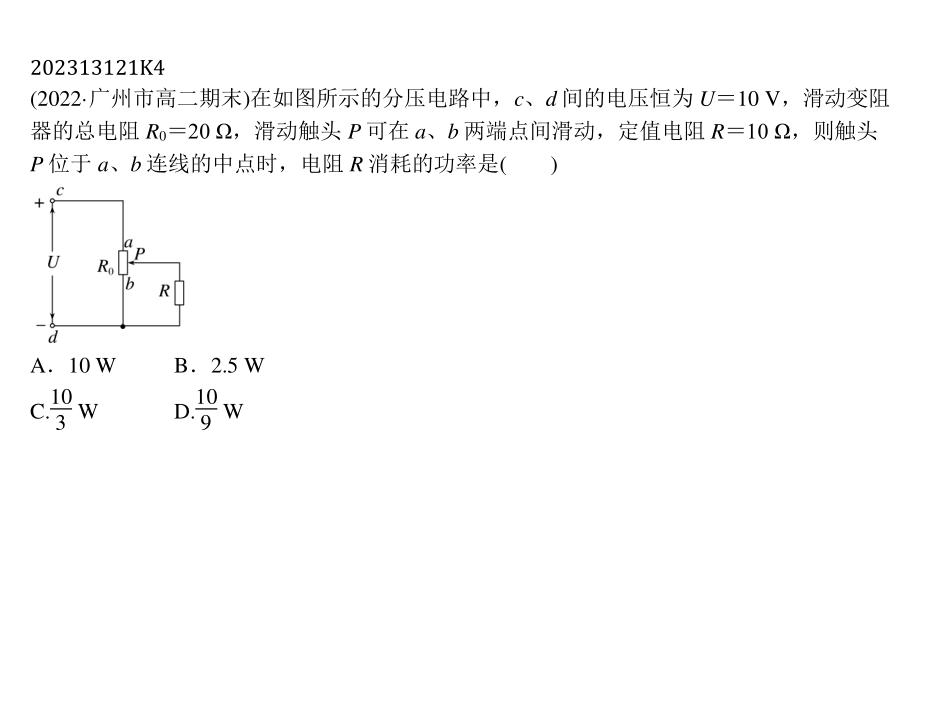 202313121K4
(2022·广州市高二期末)在如图所示的分压电路中，c、d 间的电压恒为 U＝10 V，滑动变阻
器的总电阻 R₀＝20 Ω，滑动触头 P 可在 a、b 两端点间滑动，定值电阻 R＝10 Ω，则触头
P 位于 a、b 连线的中点时，电阻 R 消耗的功率是(　　)
c
+
a
P
U
R₀
b
R
−
d
A．10 W　B．2.5 W
C.10/3 W　D.10/9 W